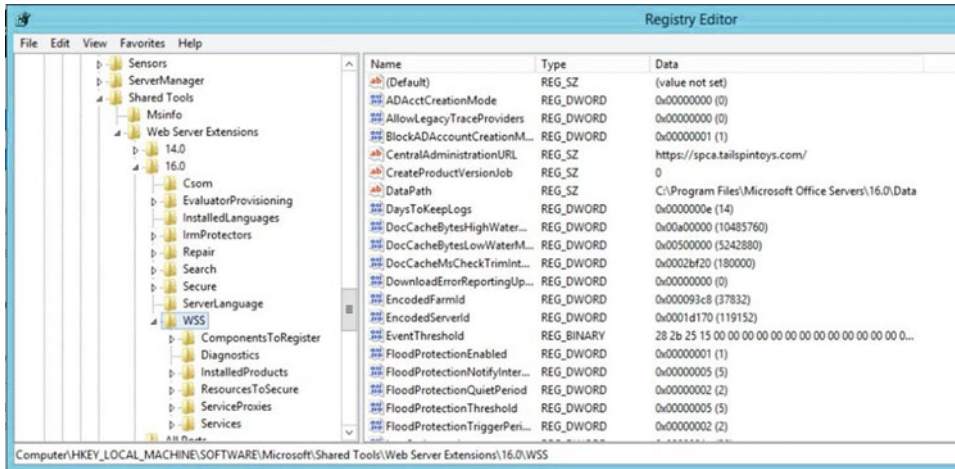 Registry Editor
File Edit View Favorites Help
Sensors
ServerManager
Shared Tools
Msinfo
Web Server Extensions
14.0
16.0
Csom
EvaluatorProvisioning
InstalledLanguages
IrmProtectors
Repair
Search
Secure
ServerLanguage
WSS
ComponentsToRegister
Diagnostics
InstalledProducts
ResourcesToSecure
ServiceProxies
Services
Name Type Data
(Default) REG_SZ (value not set)
ADAcctCreationMode REG_DWORD 0x00000000 (0)
AllowLegacyTraceProviders REG_DWORD 0x00000000 (0)
BlockADAccountCreationM... REG_DWORD 0x00000001 (1)
CentralAdministrationURL REG_SZ https://spca.tailspintoys.com/
CreateProductVersionJob REG_SZ 0
DataPath REG_SZ C:\Program Files\Microsoft Office Servers\16.0\Data
DaysToKeepLogs REG_DWORD 0x0000000e (14)
DocCacheBytesHighWater... REG_DWORD 0x00a00000 (10485760)
DocCacheBytesLowWaterM... REG_DWORD 0x00500000 (5242880)
DocCacheMsCheckTrimInt... REG_DWORD 0x0002bf20 (180000)
DownloadErrorReportingUp... REG_DWORD 0x00000000 (0)
EncodedFarmId REG_DWORD 0x000093c8 (37832)
EncodedServerId REG_DWORD 0x0001d170 (119152)
EventThreshold REG_BINARY 28 2b 25 15 00 00 00 00 00 00 00 00 00 00 00 00 00 0...
FloodProtectionEnabled REG_DWORD 0x00000001 (1)
FloodProtectionNotifyInter... REG_DWORD 0x00000005 (5)
FloodProtectionQuietPeriod REG_DWORD 0x00000002 (2)
FloodProtectionThreshold REG_DWORD 0x00000005 (5)
FloodProtectionTriggerPeri... REG_DWORD 0x00000002 (2)
Computer\HKEY_LOCAL_MACHINE\SOFTWARE\Microsoft\Shared Tools\Web Server Extensions\16.0\WSS